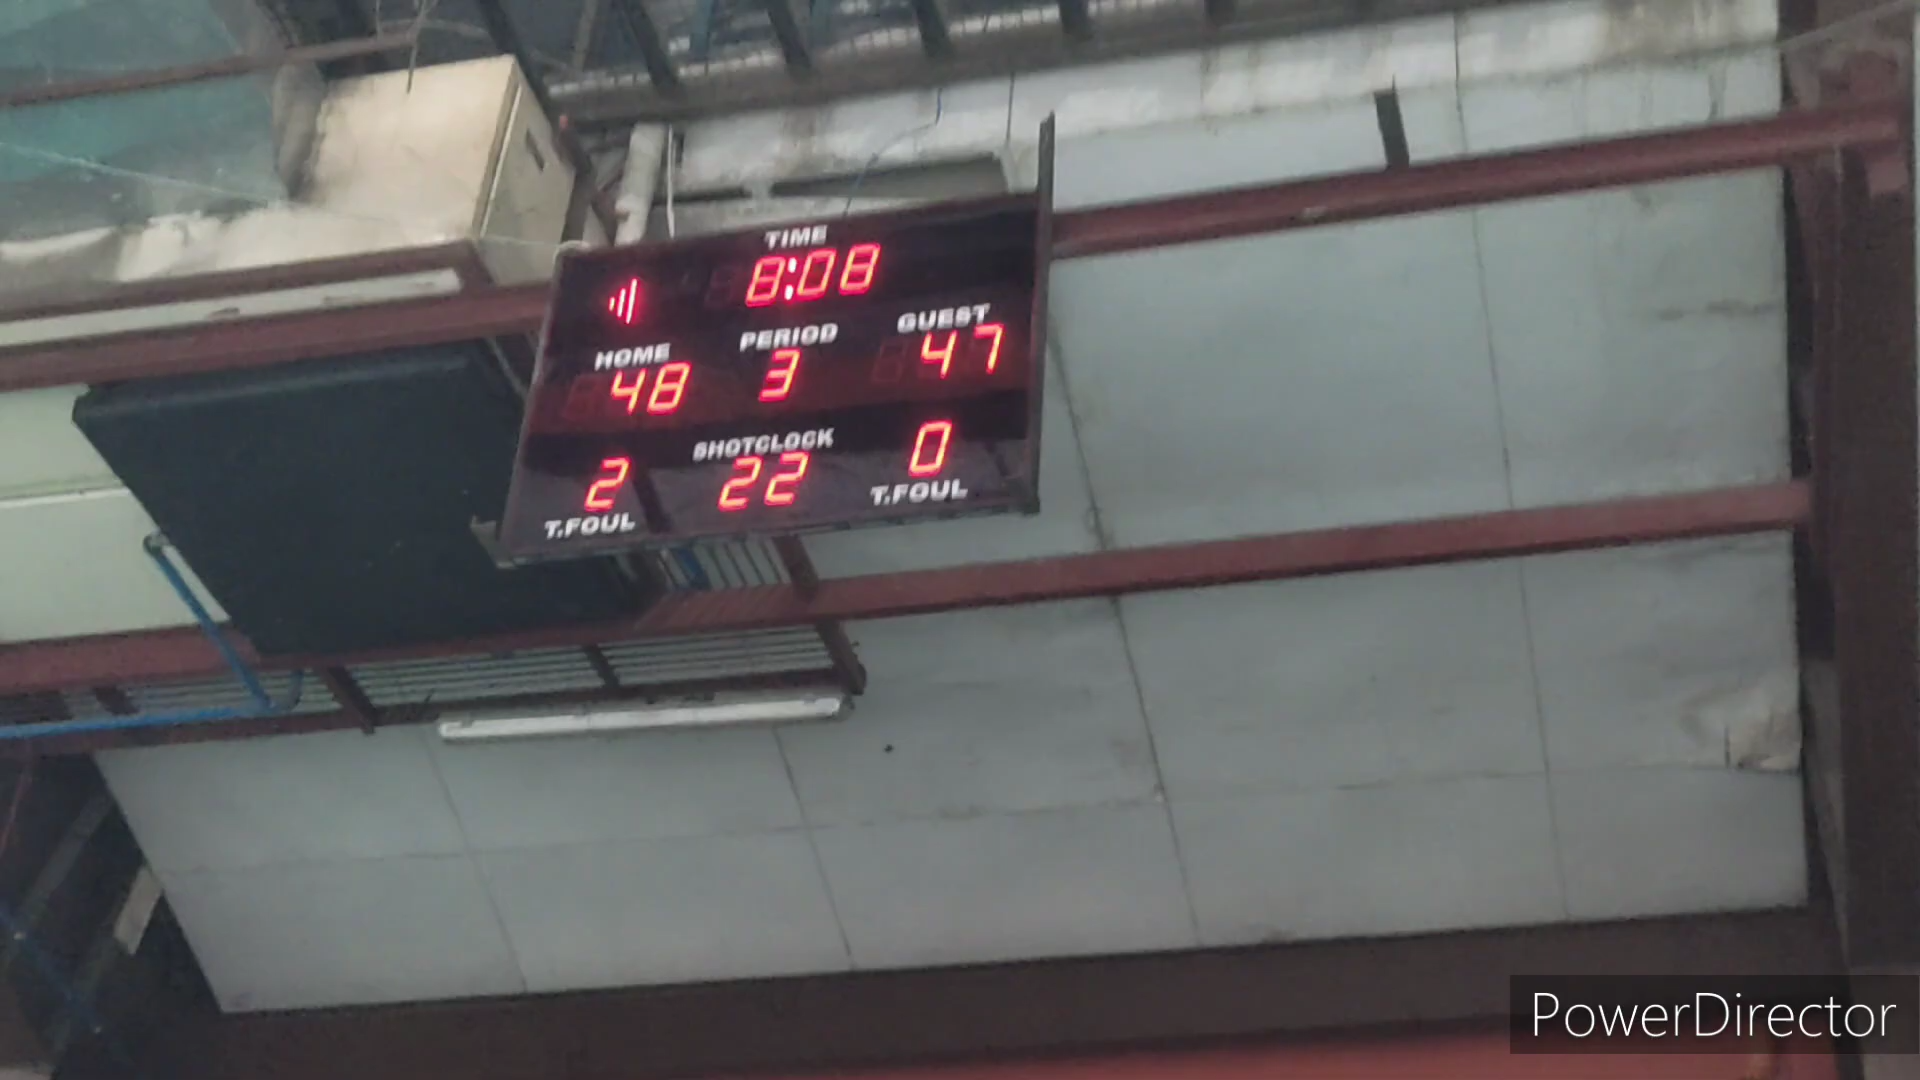 TIME
8:08
HOME PERIOD GUEST
48 3 47
SHOTCLOCK
2 22 0
T.FOUL T.FOUL
PowerDirector